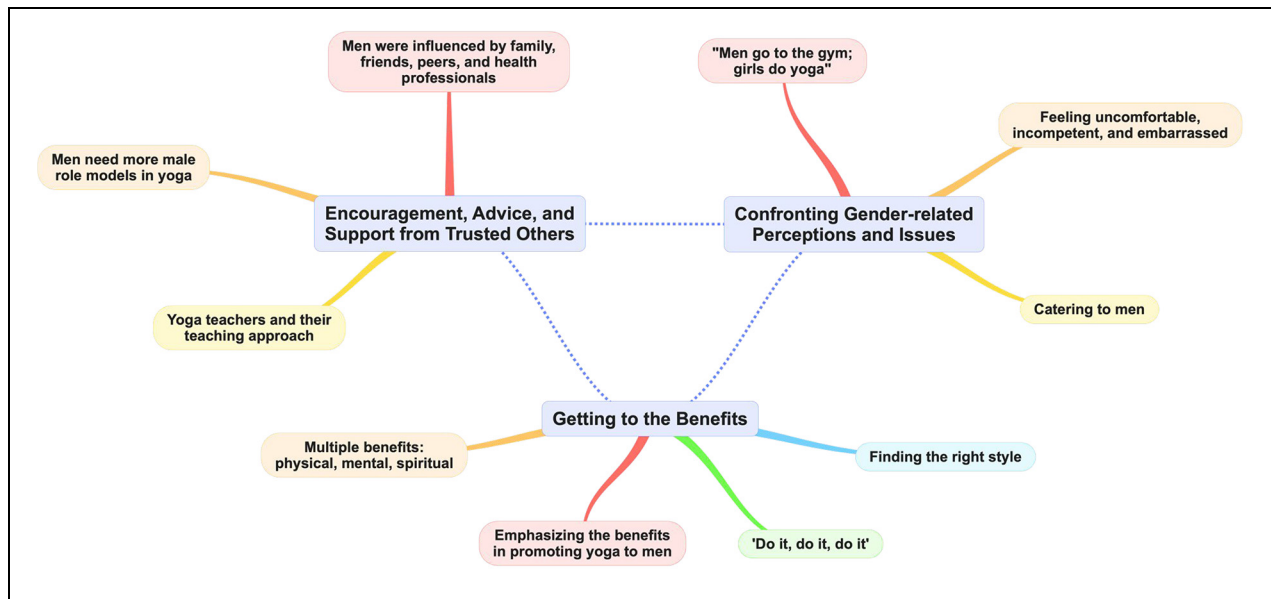 Men were influenced by family,
friends, peers, and health
professionals
"Men go to the gym;
girls do yoga"
Feeling uncomfortable,
incompetent, and embarrassed
Men need more male
role models in yoga
Encouragement, Advice, and
Support from Trusted Others
Confronting Gender-related
Perceptions and Issues
Yoga teachers and their
teaching approach
Catering to men
Getting to the Benefits
Multiple benefits:
physical, mental, spiritual
Finding the right style
Emphasizing the benefits
in promoting yoga to men
'Do it, do it, do it'